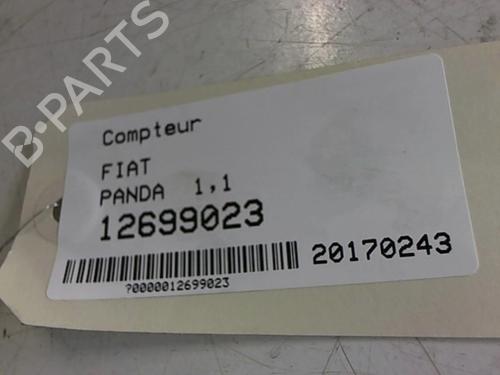 B-PARTS
Compteur
FIAT
PANDA 1,1
12699023
20170243
?0000012699023